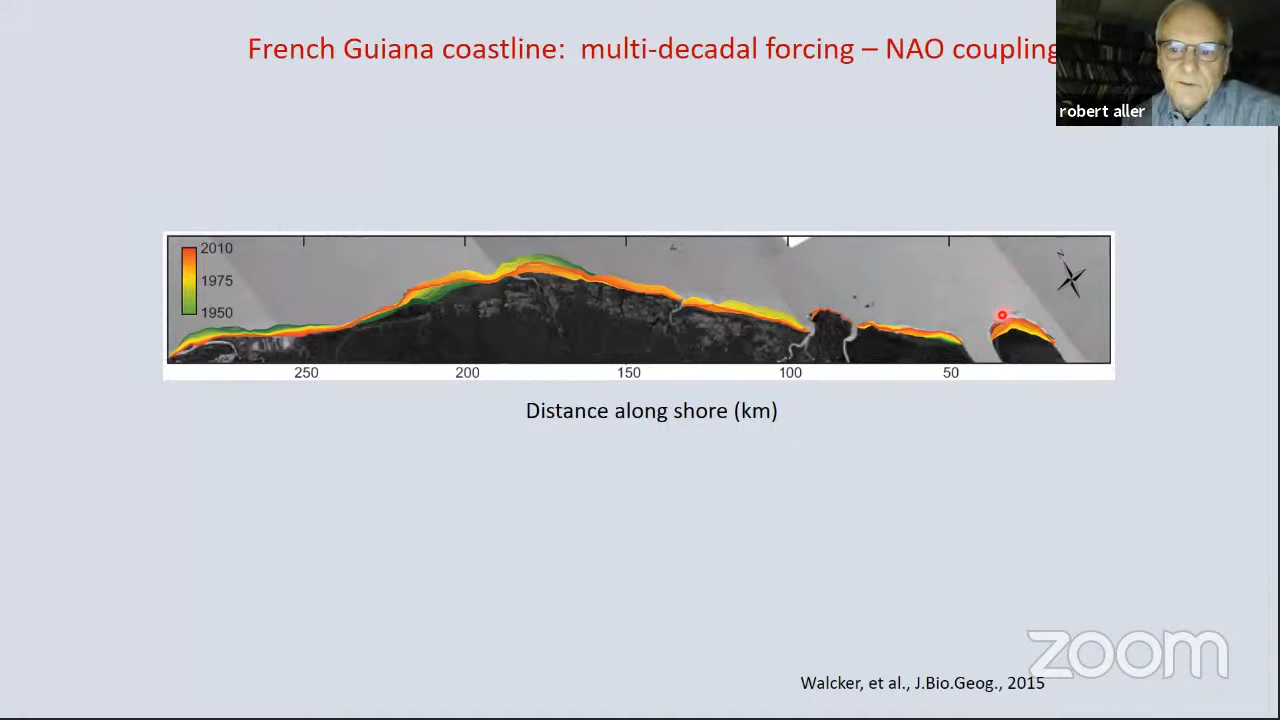 French Guiana coastline:  multi-decadal forcing – NAO coupling
robert aller
2010
1975
1950
N
250
200
150
100
50
Distance along shore (km)
zoom
Walcker, et al., J.Bio.Geog., 2015